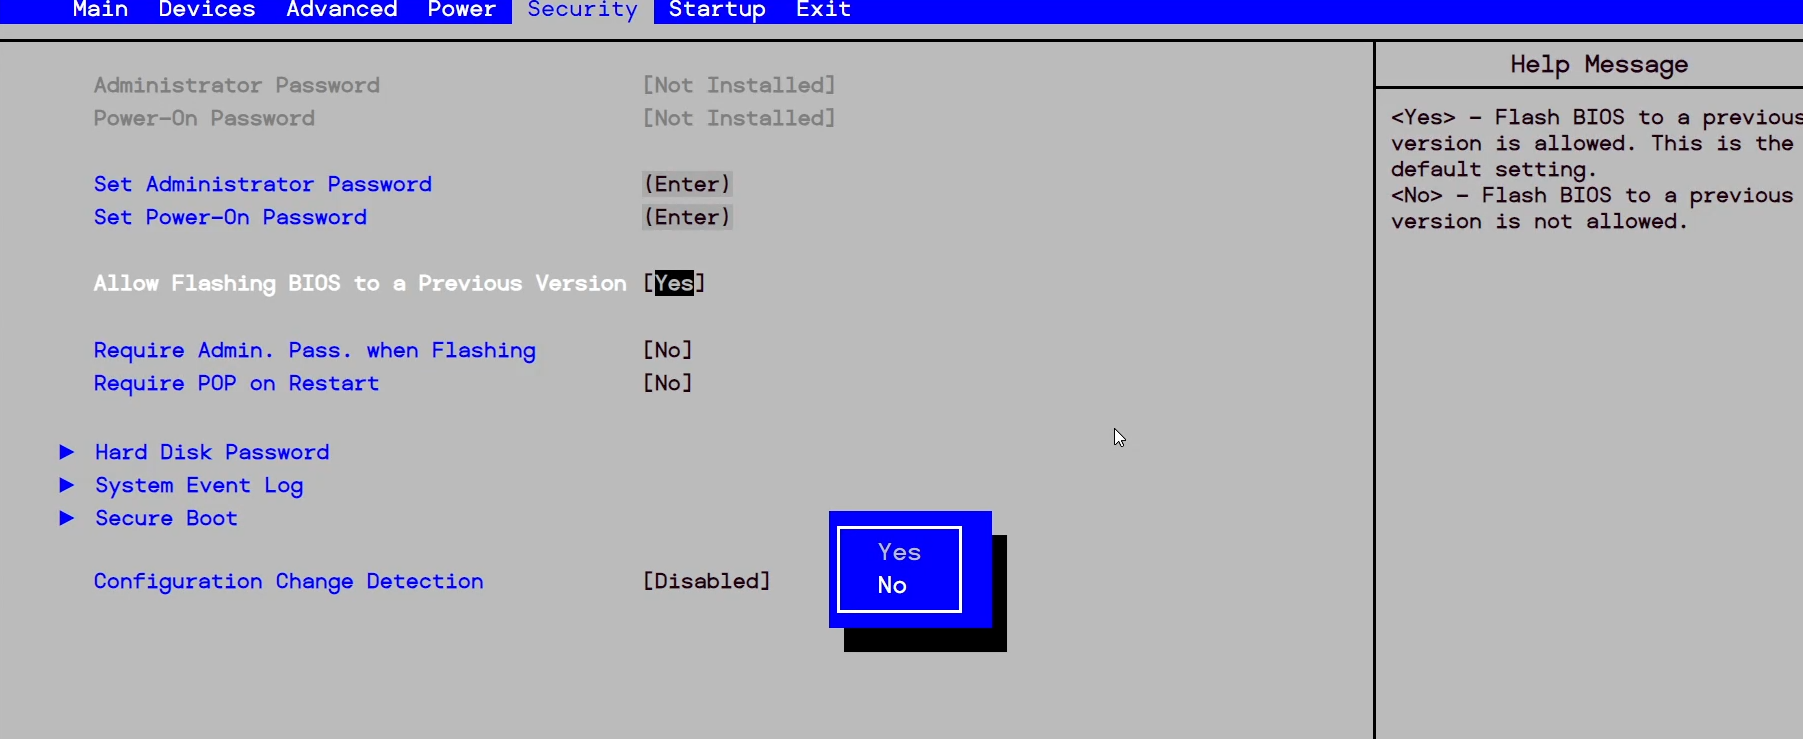 Main Devices Advanced Power Security Startup Exit
Help Message
Administrator Password [Not Installed]
Power-On Password [Not Installed]
Set Administrator Password (Enter)
Set Power-On Password (Enter)
Allow Flashing BIOS to a Previous Version [Yes]
Require Admin. Pass. when Flashing [No]
Require POP on Restart [No]
Hard Disk Password
System Event Log
Secure Boot
Configuration Change Detection [Disabled]
Yes
No
<Yes> - Flash BIOS to a previous
version is allowed. This is the
default setting.
<No> - Flash BIOS to a previous
version is not allowed.